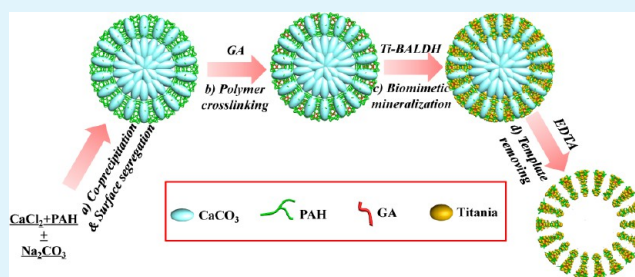 CaCl2+PAH
+
Na2CO3
a) Co-precipitation
& Surface segregation
GA
b) Polymer
crosslinking
Ti-BALDH
c) Biomimetic
mineralization
EDTA
d) Template
removing
CaCO3
PAH
GA
Titania